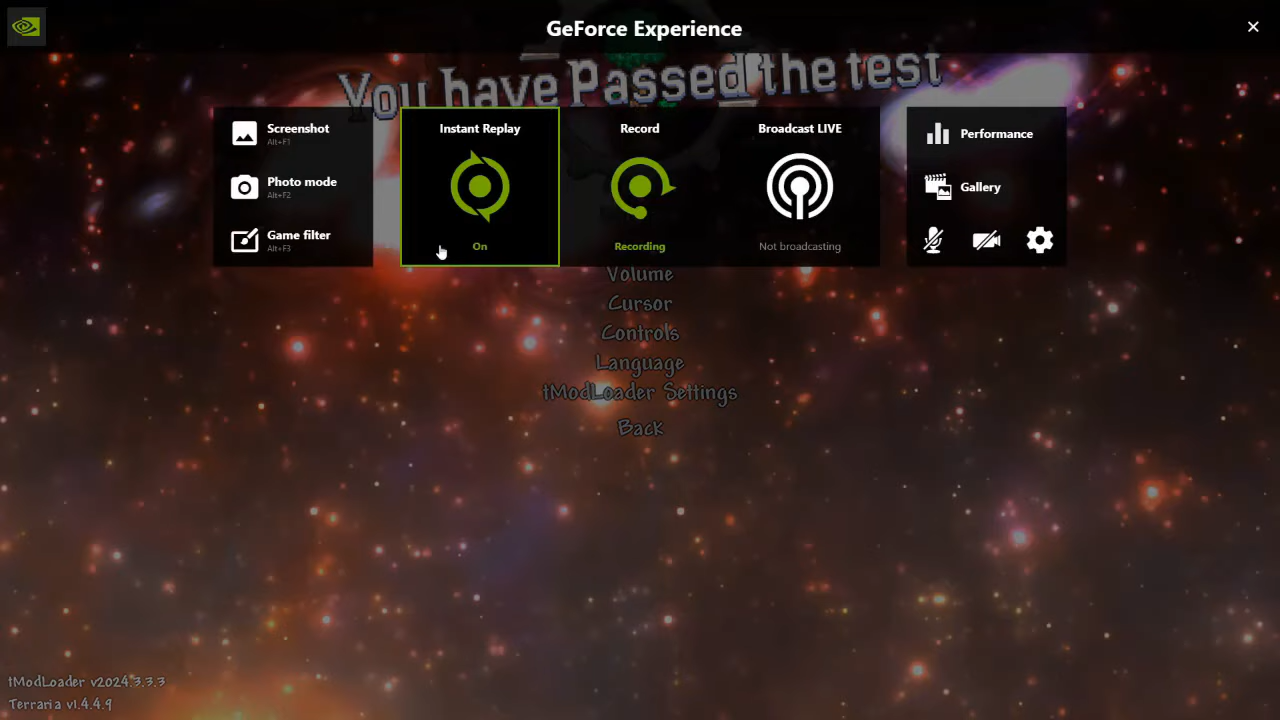 GeForce Experience
You have Passed the test
Screenshot
Alt+F1
Photo mode
Alt+F2
Game filter
Alt+F3
Instant Replay
On
Record
Recording
Broadcast LIVE
Not broadcasting
Performance
Gallery
Volume
Cursor
Controls
Language
tModLoader Settings
Back
tModLoader v2024.3.3.3
Terraria v1.4.4.9